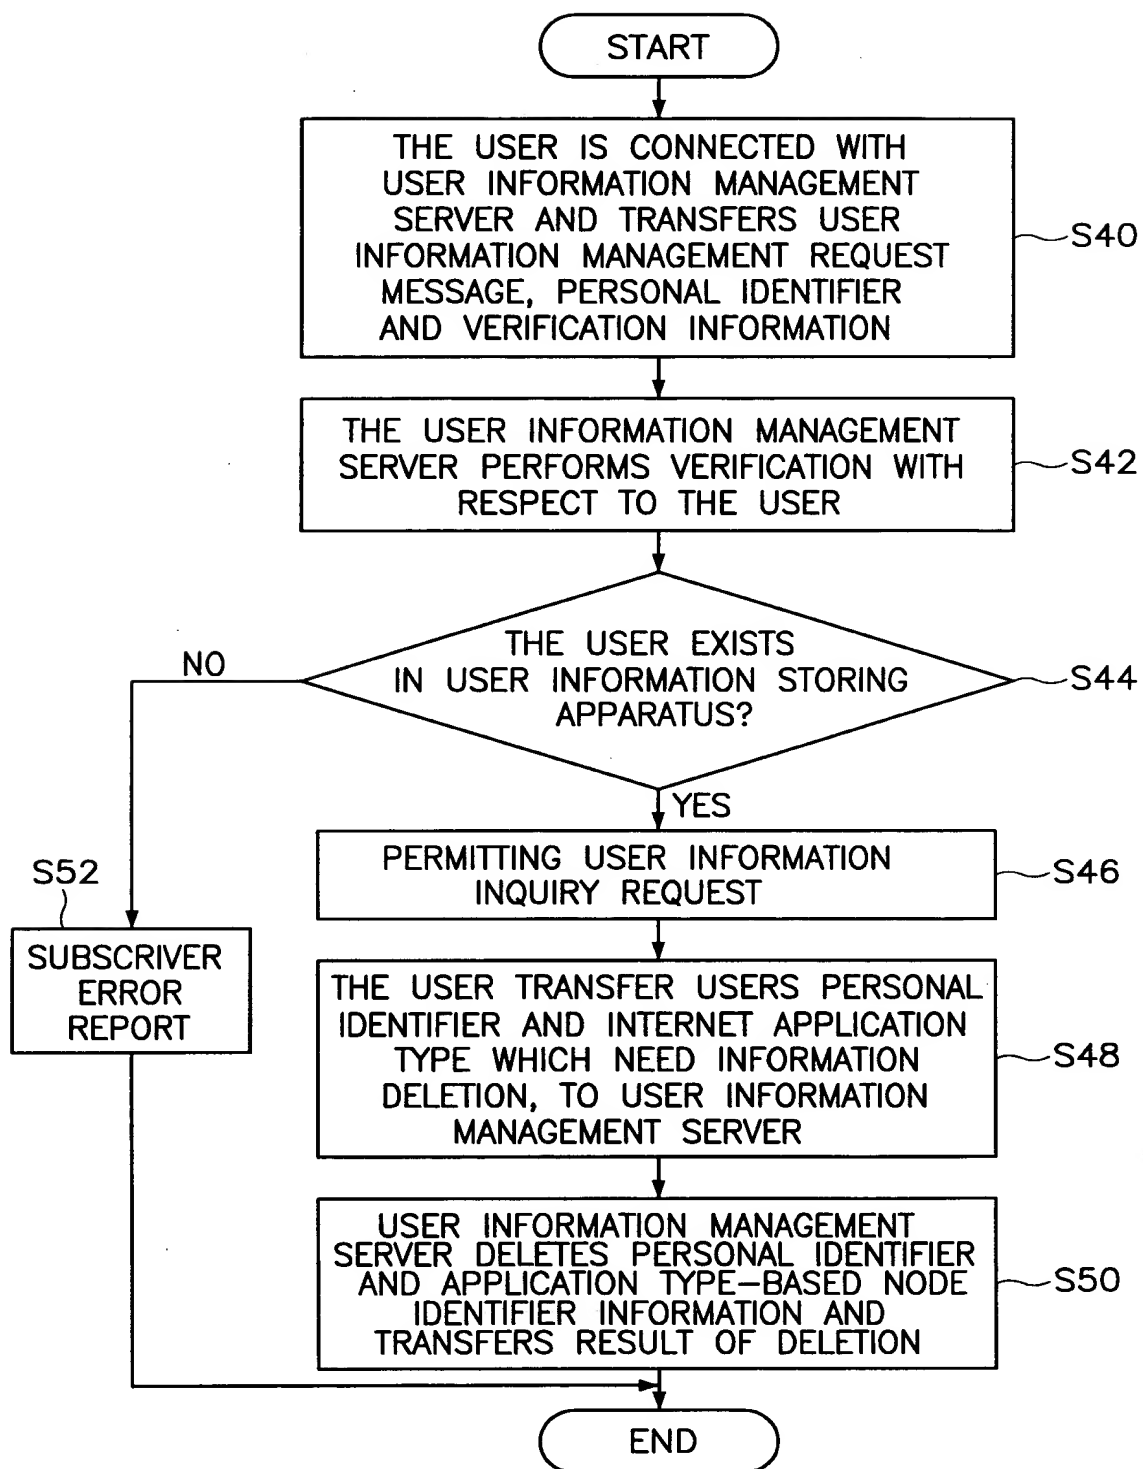 START
THE USER IS CONNECTED WITH
USER INFORMATION MANAGEMENT
SERVER AND TRANSFERS USER
INFORMATION MANAGEMENT REQUEST
MESSAGE, PERSONAL IDENTIFIER
AND VERIFICATION INFORMATION
S40
THE USER INFORMATION MANAGEMENT
SERVER PERFORMS VERIFICATION WITH
RESPECT TO THE USER
S42
THE USER EXISTS
IN USER INFORMATION STORING
APPARATUS?
S44
NO
YES
PERMITTING USER INFORMATION
INQUIRY REQUEST
S46
S52
SUBSCRIVER
ERROR
REPORT
THE USER TRANSFER USERS PERSONAL
IDENTIFIER AND INTERNET APPLICATION
TYPE WHICH NEED INFORMATION
DELETION, TO USER INFORMATION
MANAGEMENT SERVER
S48
USER INFORMATION MANAGEMENT
SERVER DELETES PERSONAL IDENTIFIER
AND APPLICATION TYPE-BASED NODE
IDENTIFIER INFORMATION AND
TRANSFERS RESULT OF DELETION
S50
END